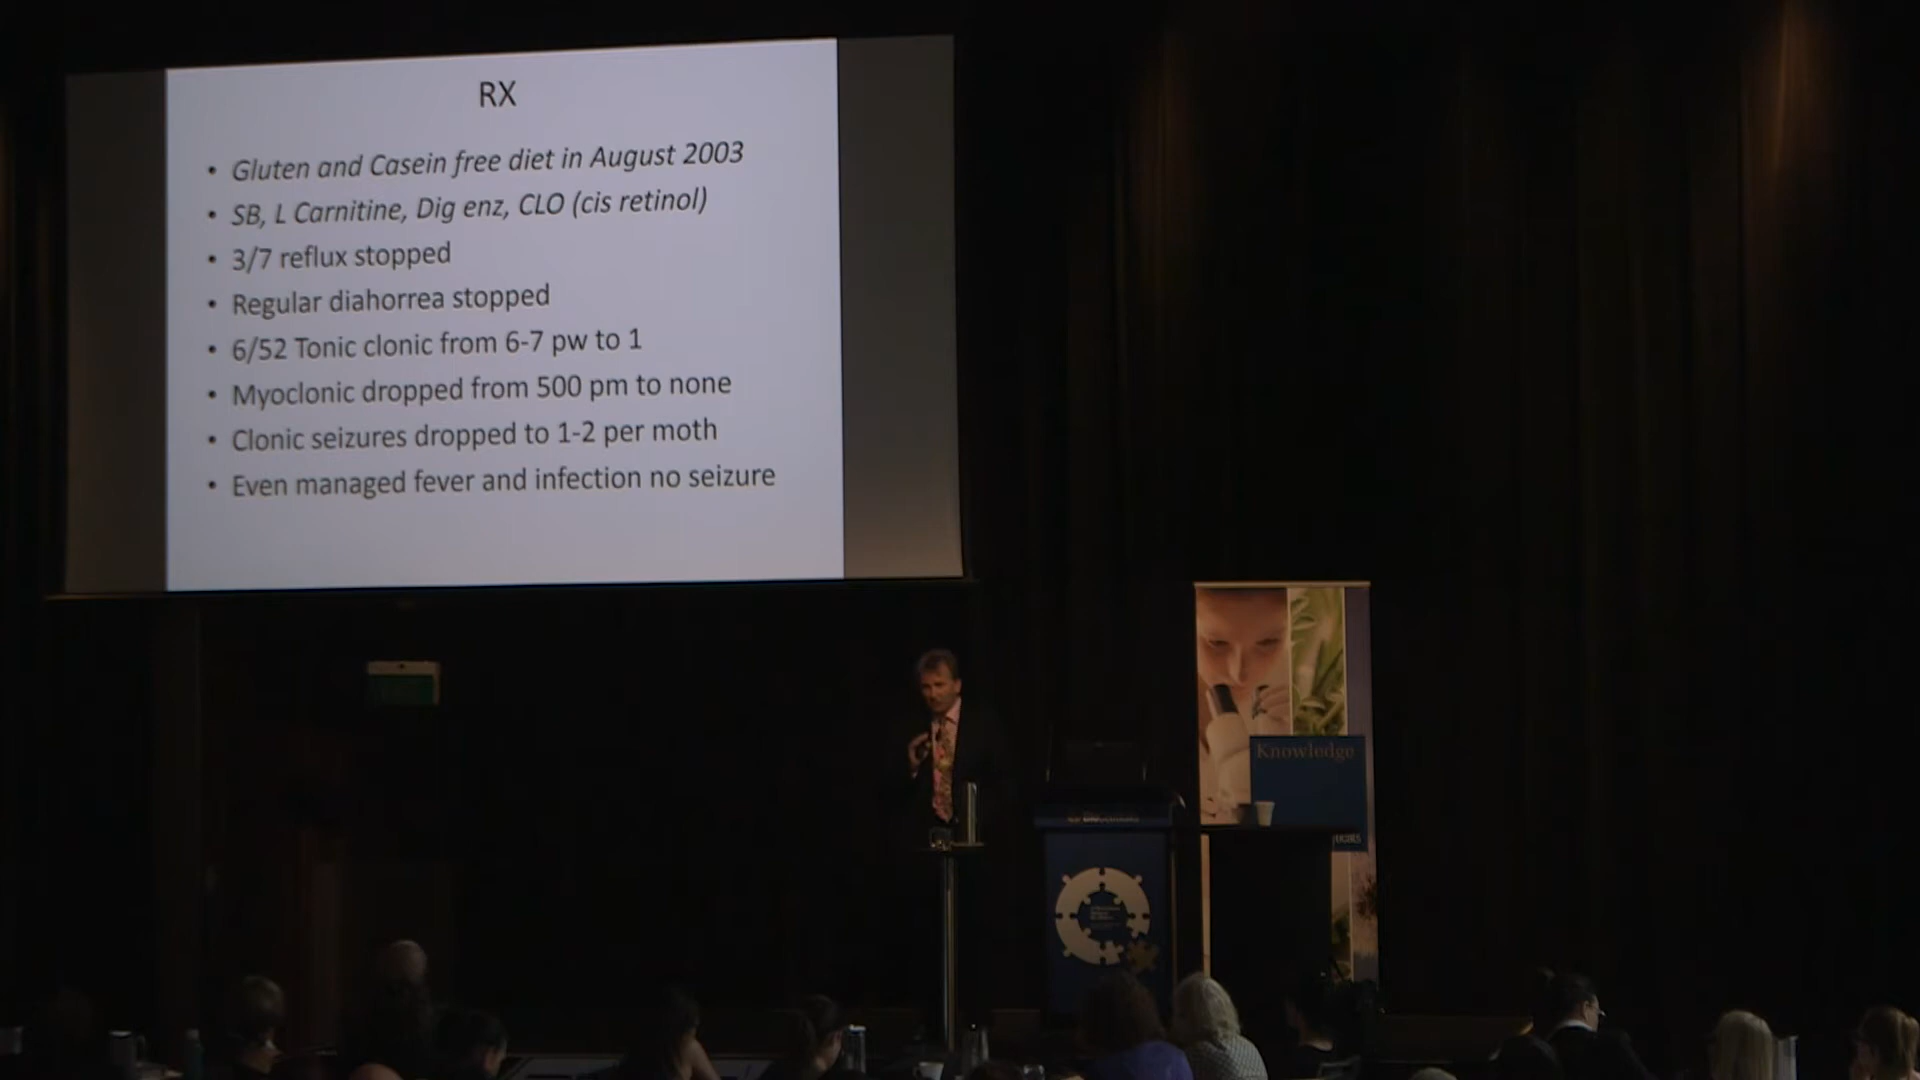 RX
• Gluten and Casein free diet in August 2003
• SB, L Carnitine, Dig enz, CLO (cis retinol)
• 3/7 reflux stopped
• Regular diahorrea stopped
• 6/52 Tonic clonic from 6-7 pw to 1
• Myoclonic dropped from 500 pm to none
• Clonic seizures dropped to 1-2 per moth
• Even managed fever and infection no seizure
Knowledge